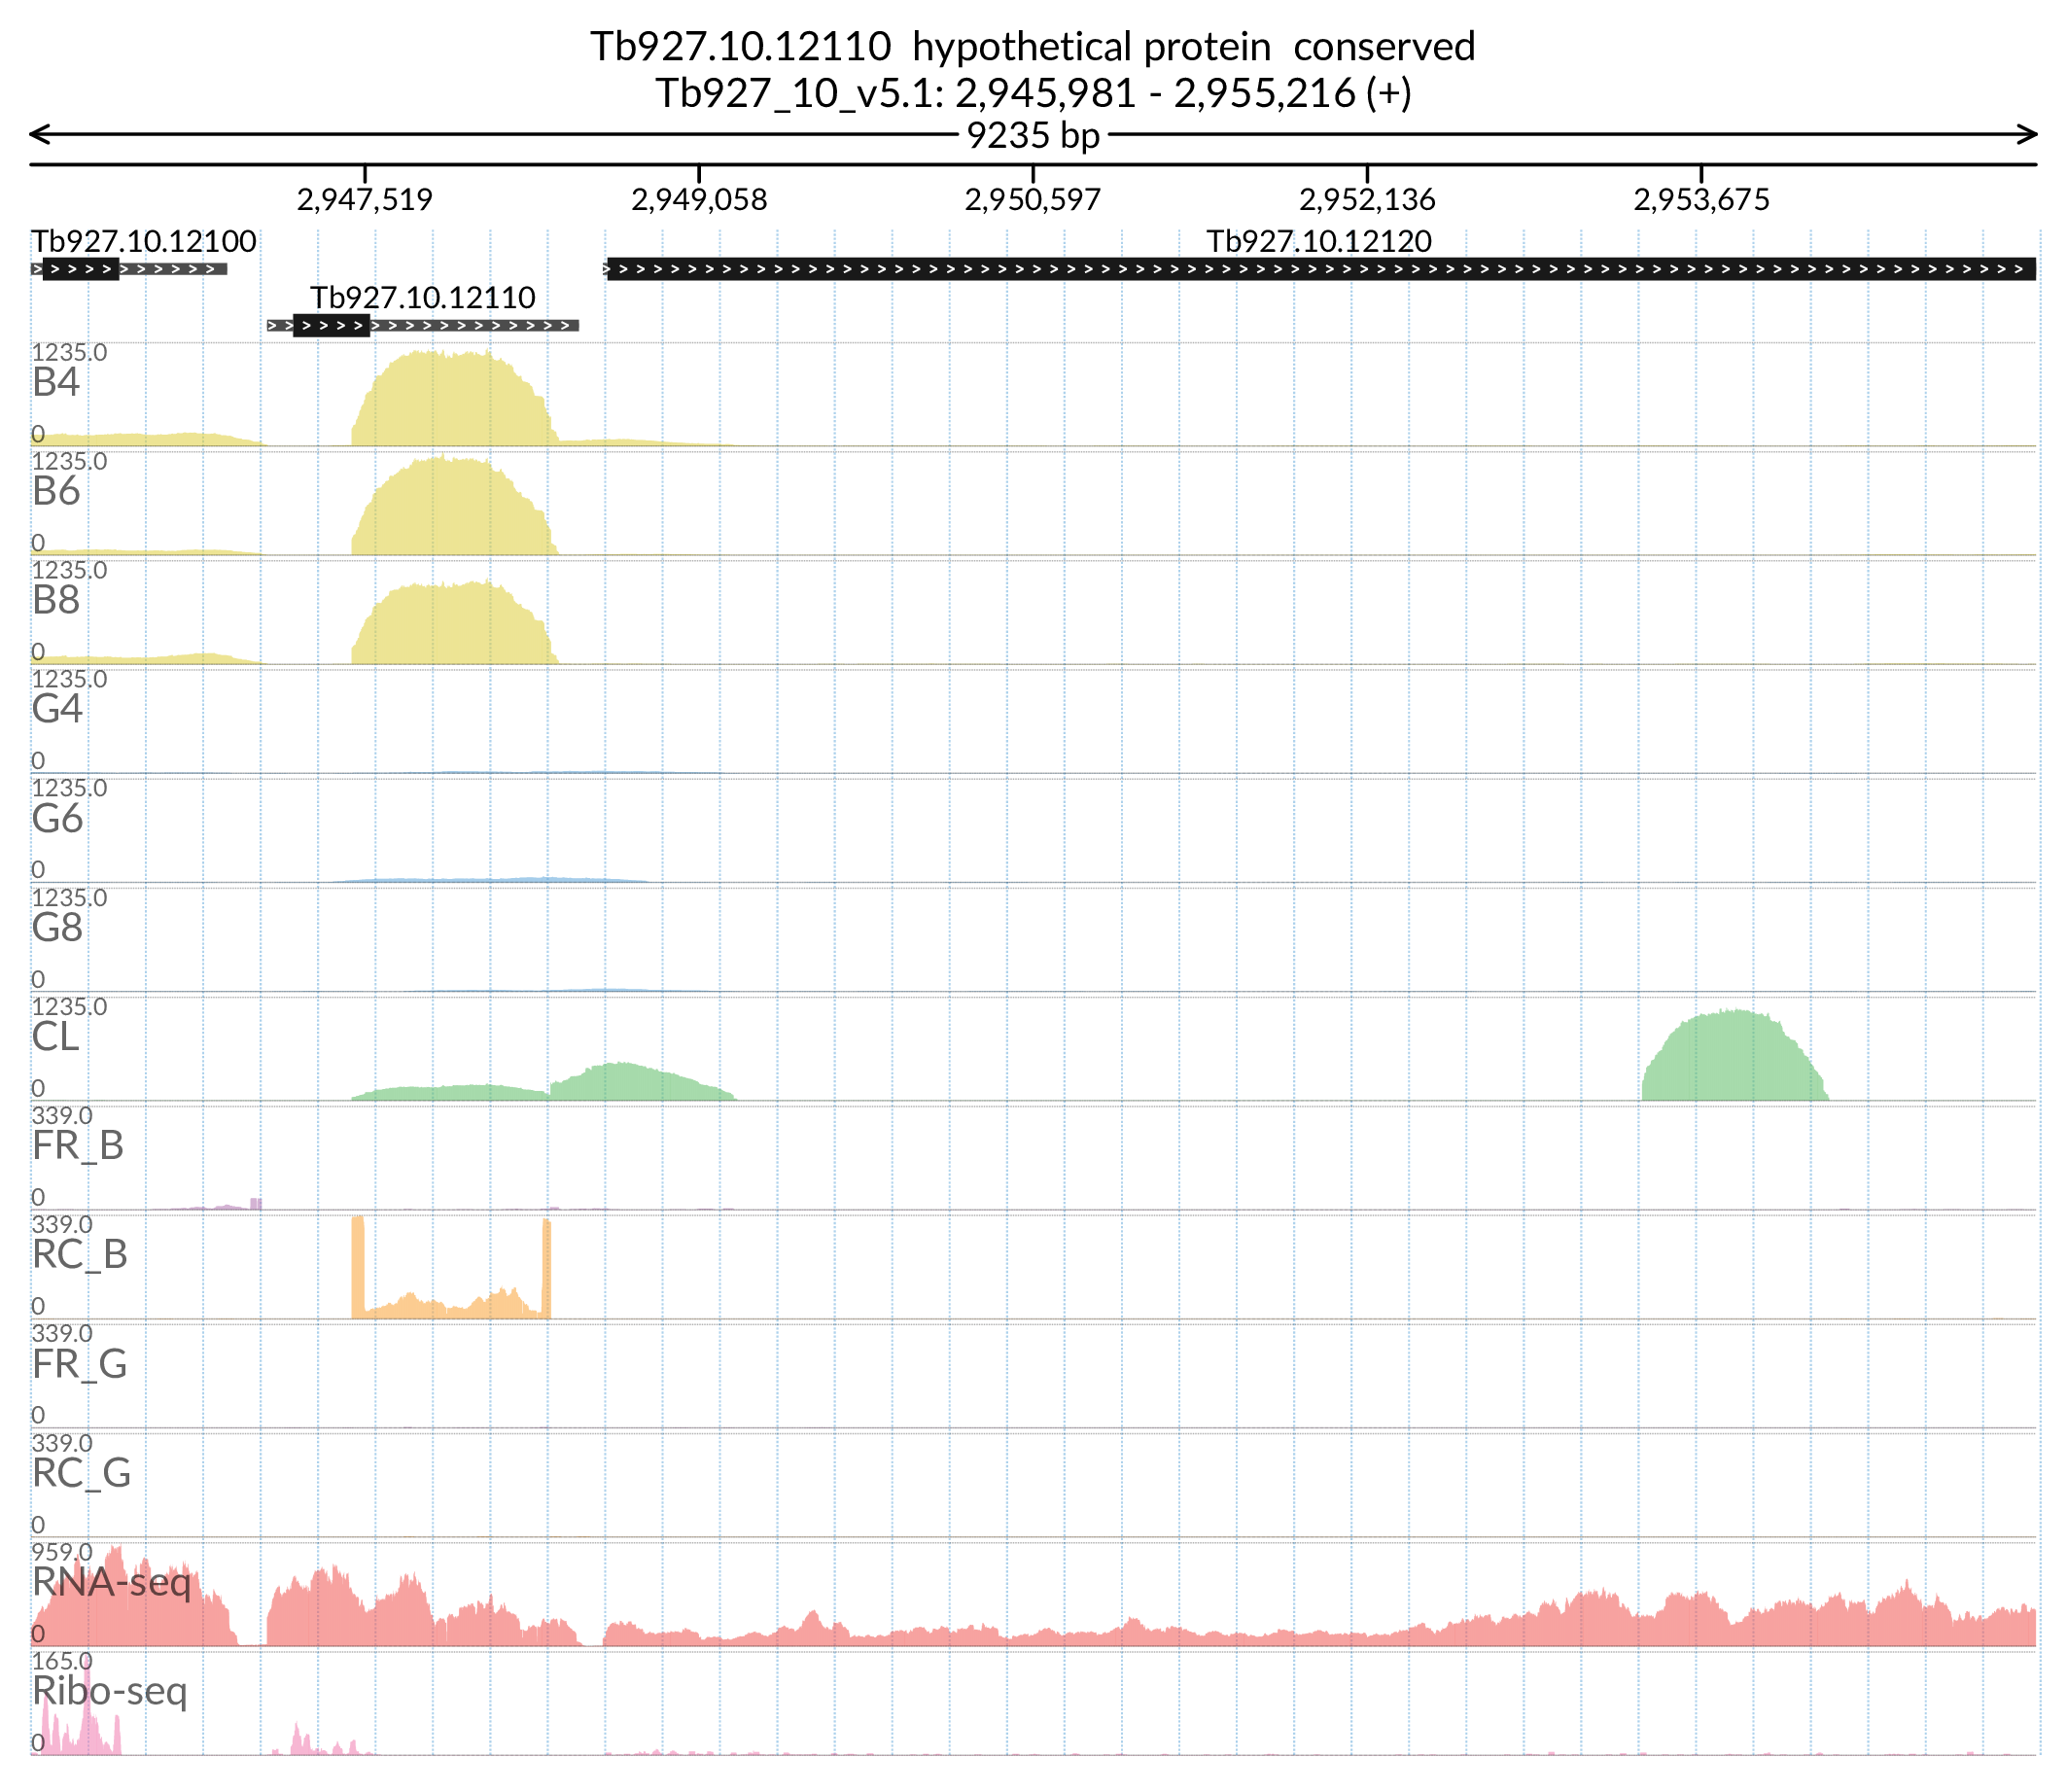 Tb927.10.12110  hypothetical protein  conserved
Tb927_10_v5.1: 2,945,981 - 2,955,216 (+)
9235 bp
2,947,519 2,949,058 2,950,597 2,952,136 2,953,675
Tb927.10.12100 Tb927.10.12120
Tb927.10.12110
1235.0
B4
0
1235.0
B6
0
1235.0
B8
0
1235.0
G4
0
1235.0
G6
0
1235.0
G8
0
1235.0
CL
0
339.0
FR_B
0
339.0
RC_B
0
339.0
FR_G
0
339.0
RC_G
0
959.0
RNA-seq
0
165.0
Ribo-seq
0